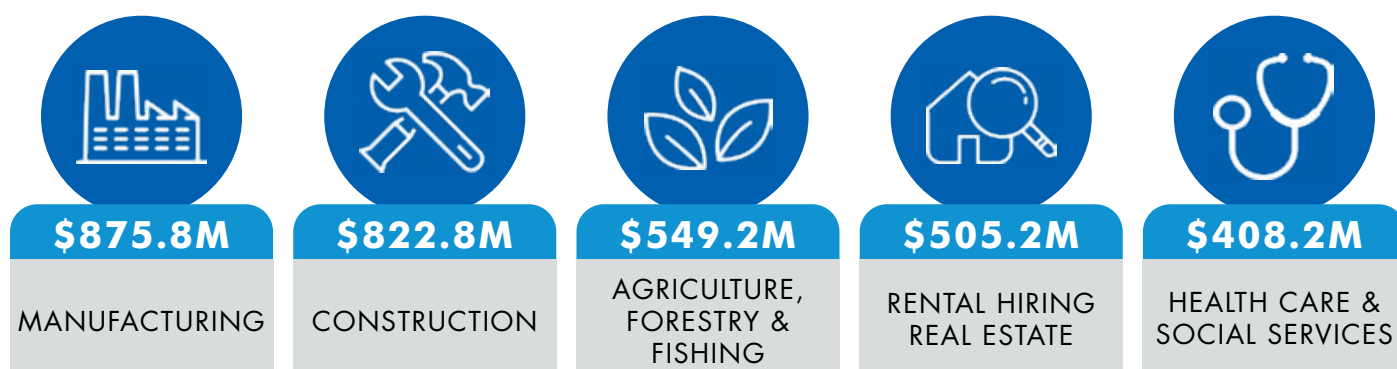 $875.8M
MANUFACTURING
$822.8M
CONSTRUCTION
$549.2M
AGRICULTURE,
FORESTRY &
FISHING
$505.2M
RENTAL HIRING
REAL ESTATE
$408.2M
HEALTH CARE &
SOCIAL SERVICES